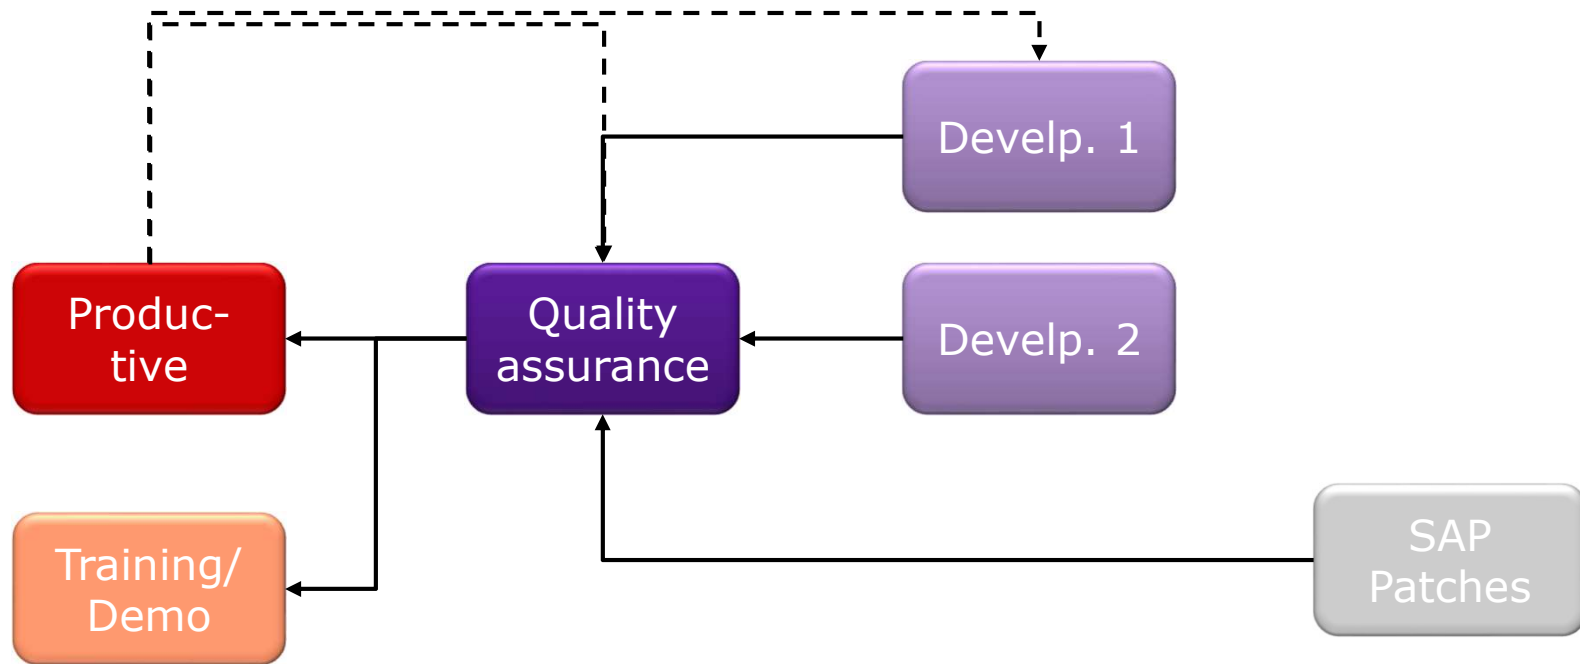 Develp. 1
Produc-
tive
Quality
assurance
Develp. 2
Training/
Demo
SAP
Patches